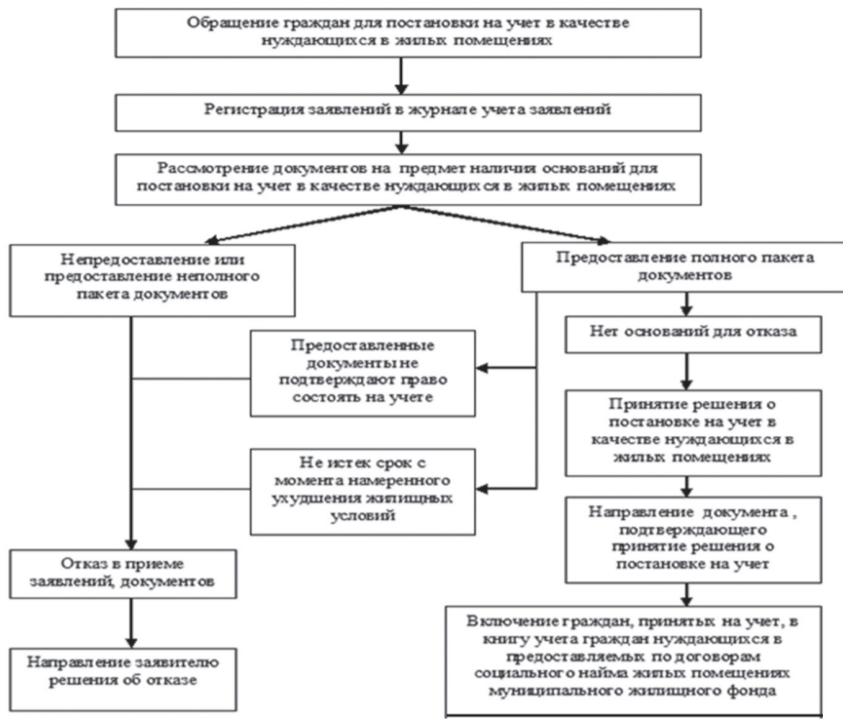 Обращение граждан для постановки на учет в качестве
нуждающихся в жилых помещениях
Регистрация заявлений в журнале учета заявлений
Рассмотрение документов на предмет наличия оснований для
постановки на учет в качестве нуждающихся в жилых помещениях
Непредоставление или
предоставление неполного
пакета документов
Предоставление полного пакета
документов
Нет оснований для отказа
Предоставленные
документы не
подтверждают право
состоять на учете
Принятие решения о
постановке на учет в
качестве нуждающихся в
жилых помещениях
Не истек срок с
момента намеренного
ухудшения жилищных
условий
Направление документа ,
подтверждающего
принятие решения о
постановке на учет
Отказ в приеме
заявлений, документов
Включение граждан, принятых на учет, в
книгу учета граждан нуждающихся в
предоставляемых по договорам
социального найма жилых помещениях
муниципального жилищного фонда
Направление заявителю
решения об отказе